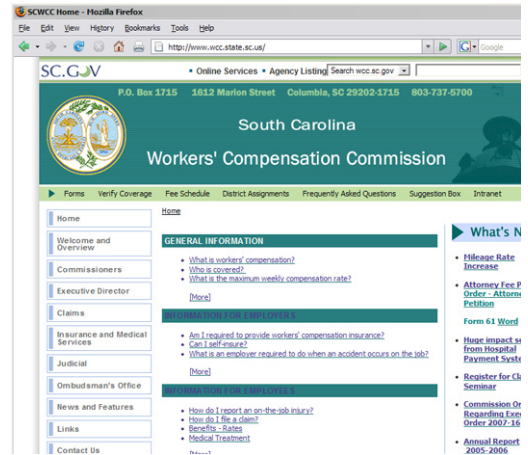 SCWCC Home - Mozilla Firefox
File Edit View History Bookmarks Tools Help
http://www.wcc.state.sc.us/
Google
SC.GOV
• Online Services • Agency Listing Search wcc.sc.gov
P.O. Box 1715 1612 Marion Street Columbia, SC 29202-1715 803-737-5700
South Carolina
Workers' Compensation Commission
Forms Verify Coverage Fee Schedule District Assignments Frequently Asked Questions Suggestion Box Intranet
Home
Welcome and
Overview
Commissioners
Executive Director
Claims
Insurance and Medical
Services
Judicial
Ombudsman's Office
News and Features
Links
Contact Us
Home
GENERAL INFORMATION
• What is workers' compensation?
• Who is covered?
• What is the maximum weekly compensation rate?
[More]
INFORMATION FOR EMPLOYERS
• Am I required to provide workers' compensation insurance?
• Can I self-insure?
• What is an employer required to do when an accident occurs on the job?
[More]
INFORMATION FOR EMPLOYEES
• How do I report an on-the-job injury?
• How do I file a claim?
• Benefits - Rates
• Medical Treatment
[More]
What's N
• Mileage Rate
Increase
• Attorney Fee P
Order - Attorne
Petition
Form 61 Word
• Huge impact se
from Hospital
Payment Syste
• Register for Cla
Seminar
• Commission Or
Regarding Exec
Order 2007-16
• Annual Report
2005-2006